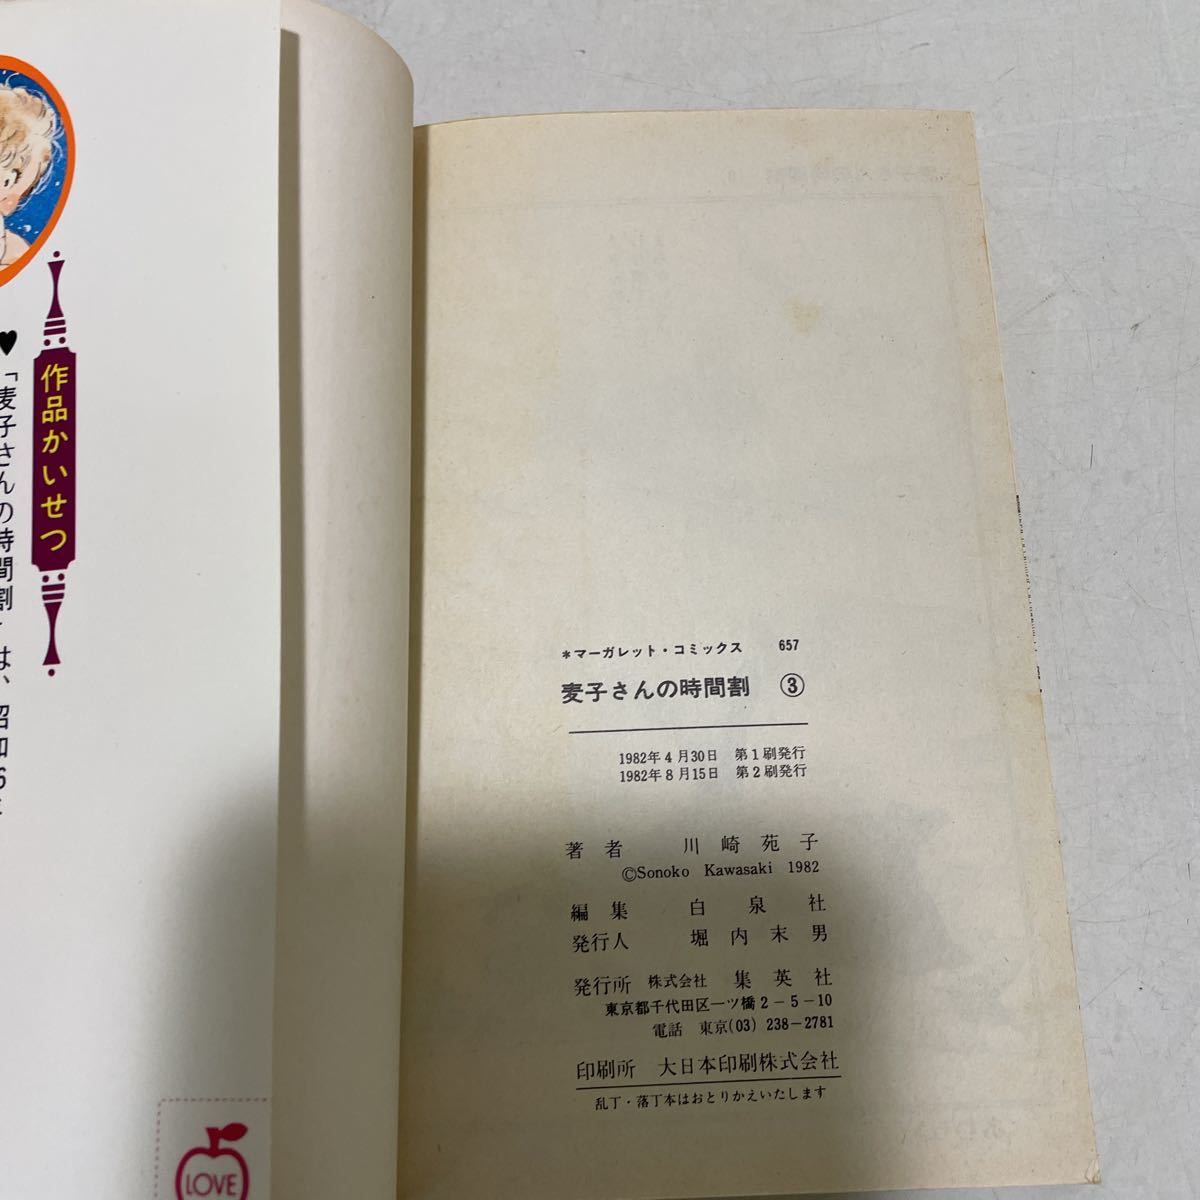 作品かいせつ
♥「麦子さんの時間割」は、昭和
＊マーガレット・コミックス 657
麦子さんの時間割 ③
1982年4月30日 第1刷発行
1982年8月15日 第2刷発行
著者 川崎苑子
©Sonoko Kawasaki 1982
編集 白泉社
発行人 堀内末男
発行所 株式会社 集英社
東京都千代田区一ツ橋2－5－10
電話 東京(03) 238－2781
印刷所 大日本印刷株式会社
乱丁・落丁本はおとりかえいたします
LOVE